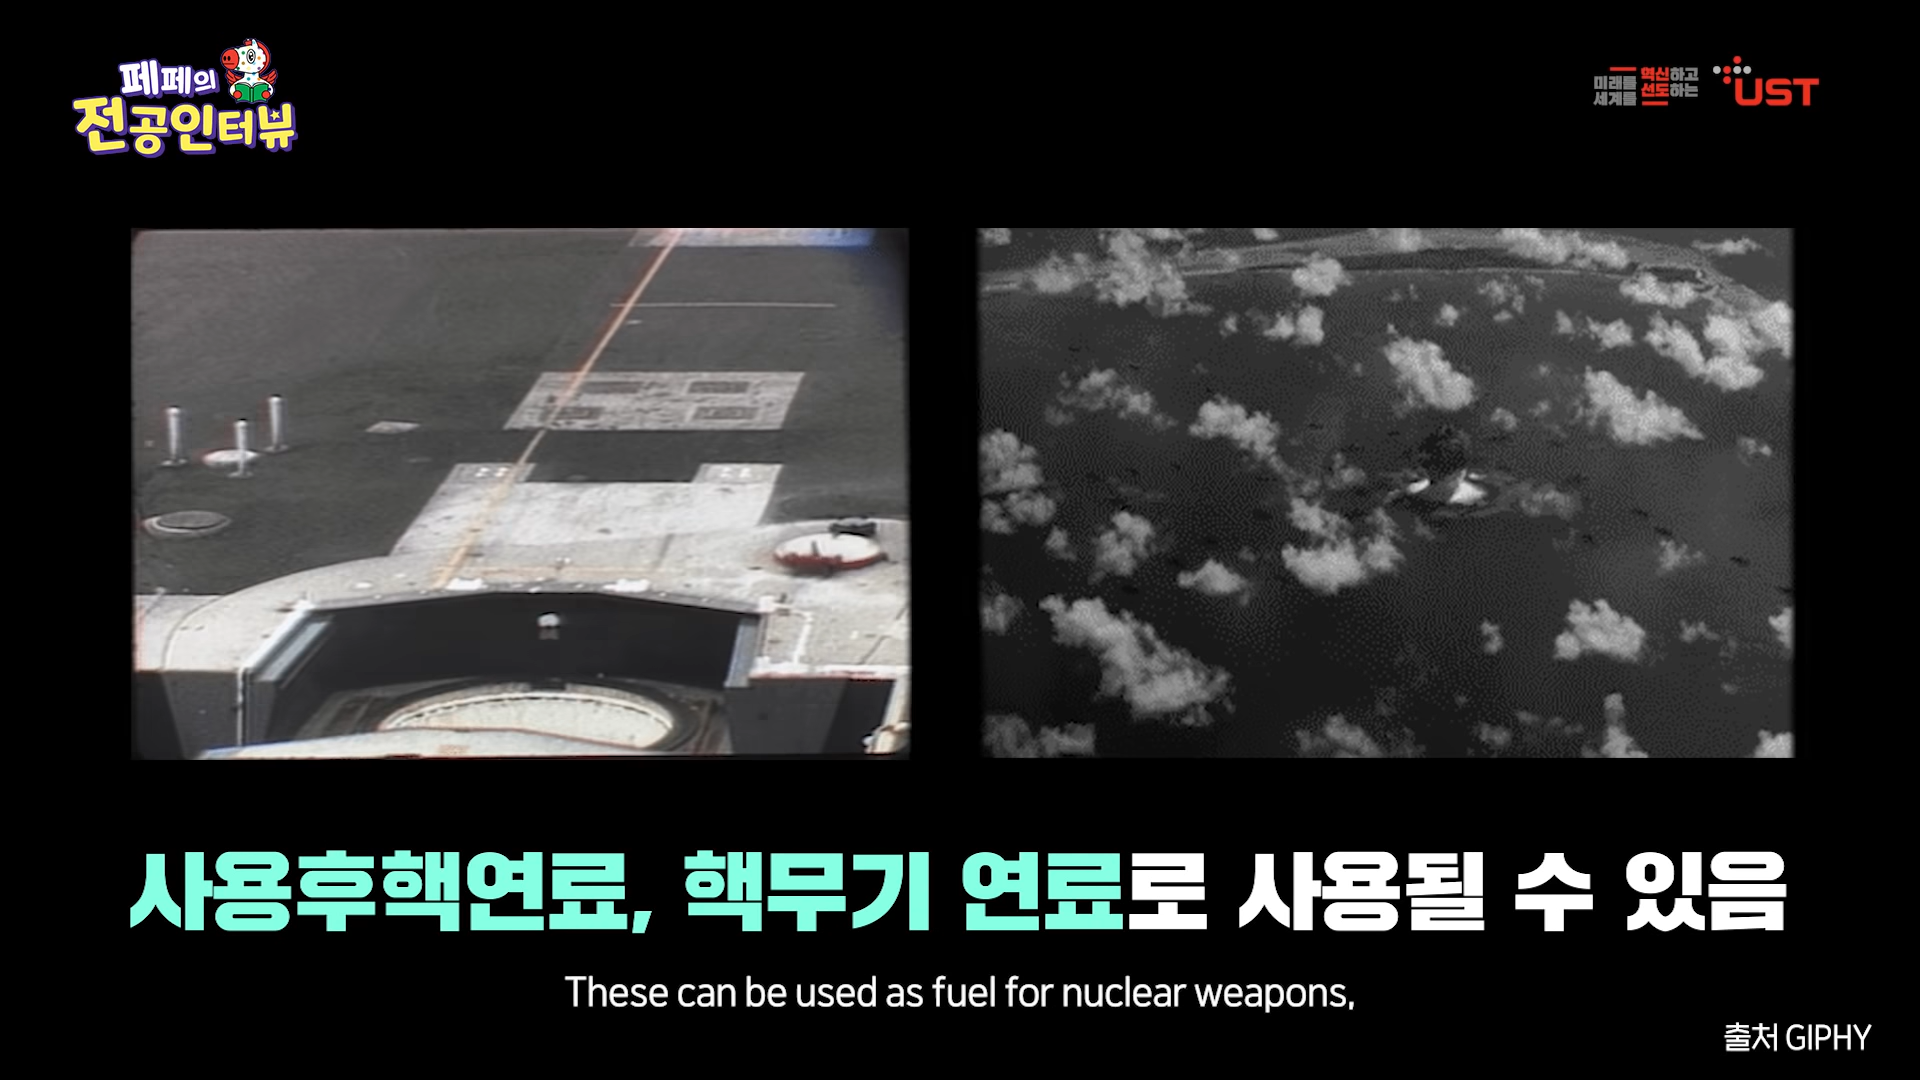 페페의
전공인터뷰
미래를 혁신하고
세계를 선도하는
UST
사용후핵연료, 핵무기 연료로 사용될 수 있음
These can be used as fuel for nuclear weapons,
출처 GIPHY